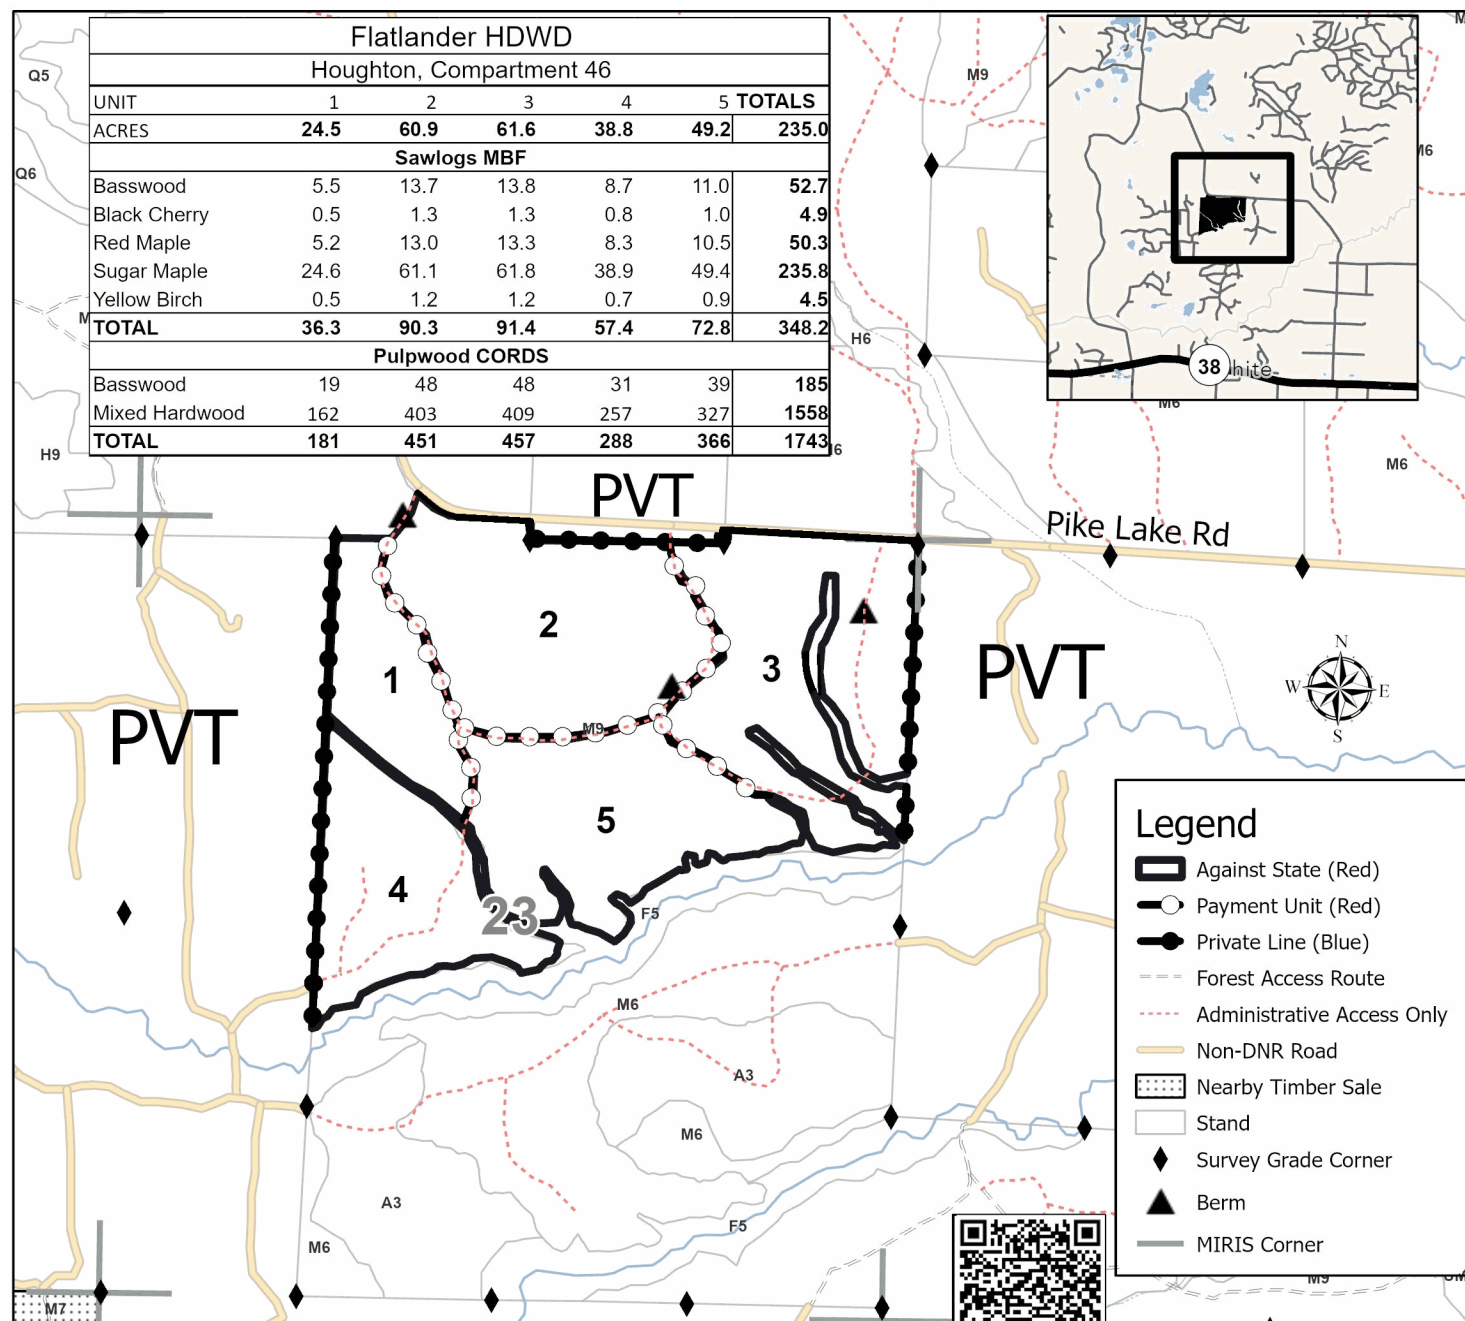 Flatlander HDWD
Houghton, Compartment 46
UNIT 1 2 3 4 5 TOTALS
ACRES 24.5 60.9 61.6 38.8 49.2 235.0
Sawlogs MBF
Basswood 5.5 13.7 13.8 8.7 11.0 52.7
Black Cherry 0.5 1.3 1.3 0.8 1.0 4.9
Red Maple 5.2 13.0 13.3 8.3 10.5 50.3
Sugar Maple 24.6 61.1 61.8 38.9 49.4 235.8
Yellow Birch 0.5 1.2 1.2 0.7 0.9 4.5
TOTAL 36.3 90.3 91.4 57.4 72.8 348.2
Pulpwood CORDS
Basswood 19 48 48 31 39 185
Mixed Hardwood 162 403 409 257 327 1558
TOTAL 181 451 457 288 366 1743
Q5
M9
Q6
H6
38
H9
M6
M6
PVT
Pike Lake Rd
2
1
3
PVT
PVT
N
W E
S
M9
5
4
23
F5
M6
A3
M6
A3
F5
M6
M7
M9
Legend
Against State (Red)
Payment Unit (Red)
Private Line (Blue)
Forest Access Route
Administrative Access Only
Non-DNR Road
Nearby Timber Sale
Stand
Survey Grade Corner
Berm
MIRIS Corner